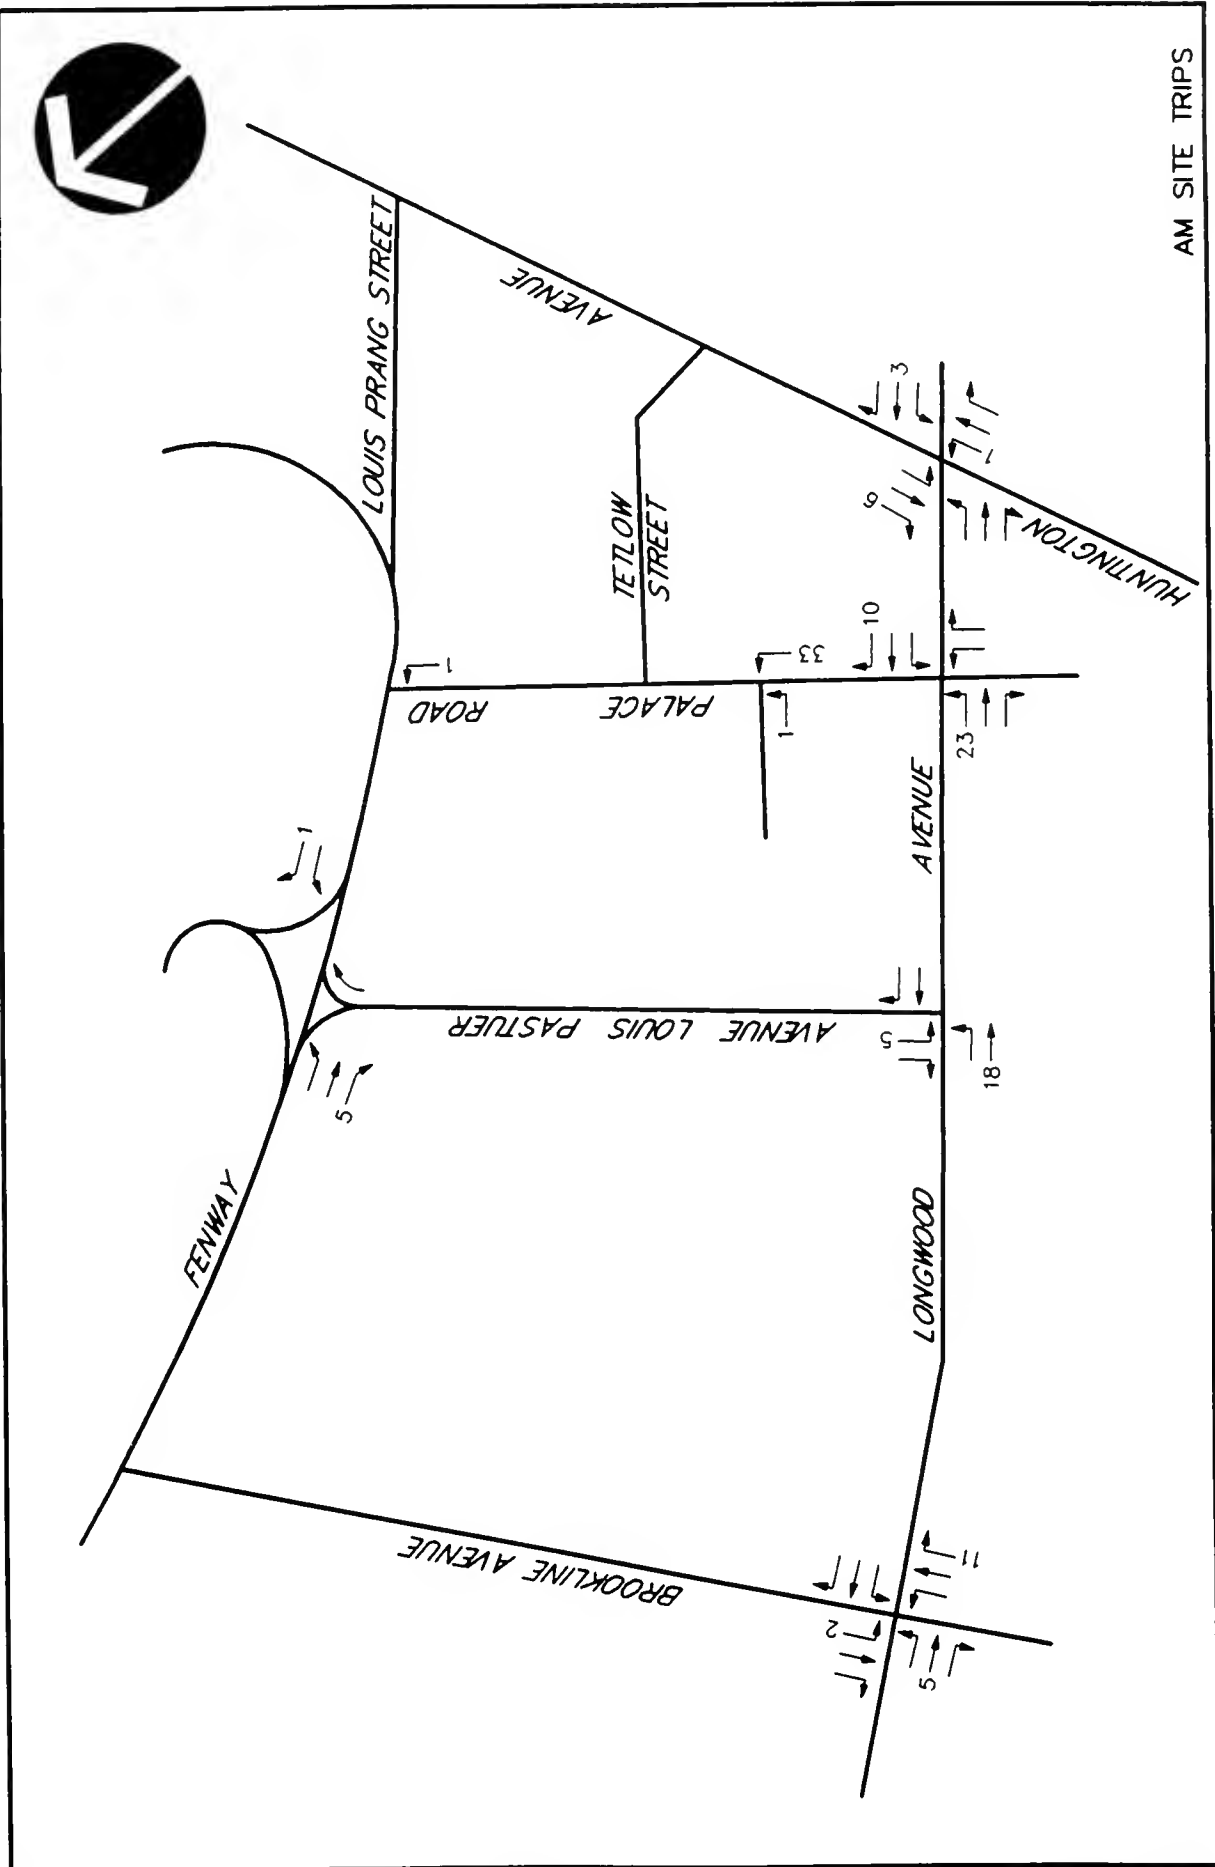 AM SITE TRIPS
LOUIS PRANG STREET
AVENUE
HUNTINGTON
TETLOW
STREET
PALACE
ROAD
AVENUE
LONGWOOD
AVENUE LOUIS PASTUER
FENWAY
BROOKLINE AVENUE
1
1
5
33
1
10
23
3
1
6
5
18
2
5
11